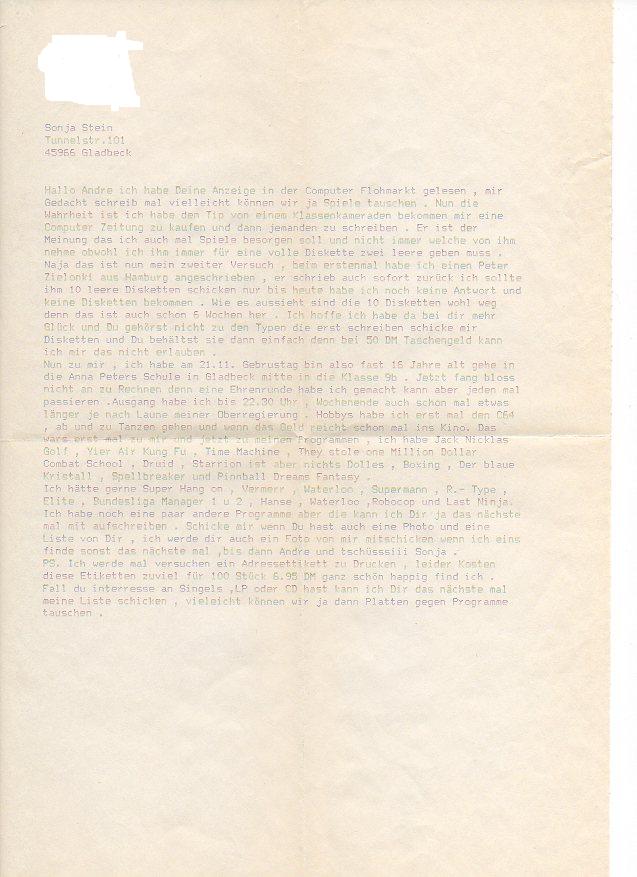 Sonja Stein
Tunnelstr.101
45966 Gladbeck
Hallo Andre ich habe Deine Anzeige in der Computer Flohmarkt gelesen , mir
Gedacht schreib mal vielleicht können wir ja Spiele tauschen . Nun die
Wahrheit ist ich habe den Tip von einem Klassenkameraden bekommen mir eine
Computer Zeitung zu kaufen und dann jemanden zu schreiben . Er ist der
Meinung das ich auch mal Spiele besorgen soll und nicht immer welche von ihm
nehme obwohl ich ihm immer für eine volle Diskette zwei leere geben muss .
Naja das ist nun mein zweiter Versuch , beim erstenmal habe ich einen Peter
Zielonki aus Hamburg angeschrieben , er schrieb auch sofort zurück ich sollte
ihm 10 leere Disketten schicken nur bis heute habe ich noch keine Antwort und
keine Disketten bekommen . Wie es aussieht sind die 10 Disketten wohl weg
denn das ist auch schon 6 Wochen her . Ich hoffe ich habe da bei dir mehr
Glück und Du gehörst nicht zu den Typen die erst schreiben schicke mir
Disketten und Du behältst sie dann einfach denn bei 50 DM Taschengeld kann
ich mir das nicht erlauben .
Nun zu mir , ich habe am 21.11. Gebrustag bin also fast 16 Jahre alt gehe in
die Anna Peters Schule in Gladbeck mitte in die Klasse 9b . Jetzt fang bloss
nicht an zu Rechnen denn eine Ehrenrunde habe ich gemacht kann aber jeden mal
passieren .Ausgang habe ich bis 22.30 Uhr , Wochenende auch schon mal etwas
länger je nach Laune meiner Oberregierung . Hobbys habe ich erst mal den C64
, ab und zu Tanzen gehen und wenn das Geld reicht schon mal ins Kino. Das
wars erst mal zu mir und jetzt zu meinen Programmen , ich habe Jack Nicklas
Golf , Yier Air Kung Fu , Time Machine , They stole one Million Dollar
Combat School , Druid , Starrion ist aber nichts Dolles , Boxing , Der blaue
Kristall , Spellbreaker und Pinnball Dreams Fantasy .
Ich hätte gerne Super Hang on , Vermeer , Waterloo , Supermann , R.- Type ,
Elite , Bundesliga Manager 1 u 2 , Hanse , Waterloo ,Robocop und Last Ninja.
Ich habe noch eine paar andere Programme aber die kann ich Dir ja das nächste
mal mit aufschreiben . Schicke mir wenn Du hast auch eine Photo und eine
Liste von Dir , ich werde dir auch ein Foto von mir mitschicken wenn ich eins
finde sonst das nächste mal ,bis dann Andre und tschüsssiii Sonja .
PS. Ich werde mal versuchen ein Adressettikett zu Drucken , leider Kosten
diese Etiketten zuviel für 100 Stück 6.95 DM ganz schön happig find ich .
Fall du interresse an Singels ,LP oder CD hast kann ich Dir das nächste mal
meine Liste schicken , vieleicht können wir ja dann Platten gegen Programme
tauschen .